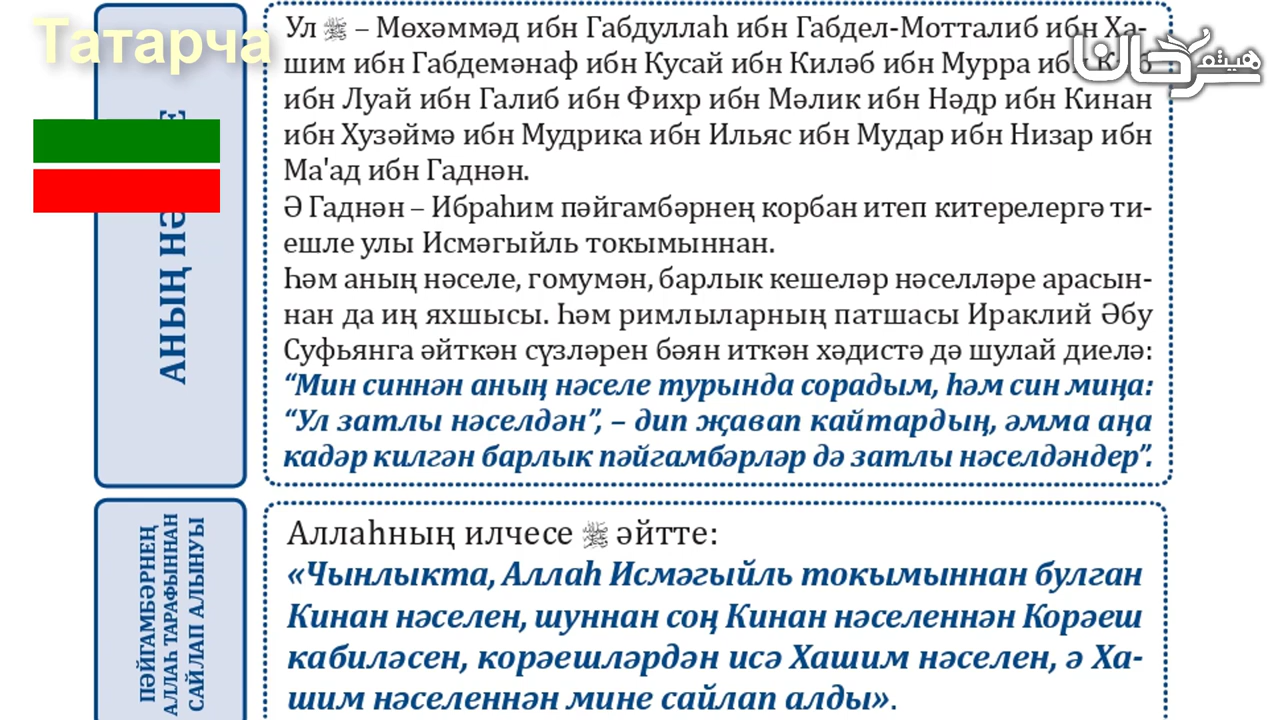 Татарча
هيتم سرحان
АНЫҢ НӘ
Ул ﷺ – Мөхәммәд ибн Габдуллаһ ибн Габдел-Мотталиб ибн Ха-
шим ибн Габдемәнаф ибн Кусай ибн Киләб ибн Мурра ибн
ибн Луай ибн Галиб ибн Фихр ибн Мәлик ибн Нәдр ибн Кинан
ибн Хузәймә ибн Мудрика ибн Ильяс ибн Мудар ибн Низар ибн
Ма'ад ибн Гаднән.
Ә Гаднән – Ибраһим пәйгамбәрнең корбан итеп китерелергә ти-
ешле улы Исмәгыйль токымыннан.
Һәм аның нәселе, гомумән, барлык кешеләр нәселләре арасын-
нан да иң яхшысы. Һәм римлыларның патшасы Ираклий Әбу
Суфьянга әйткән сүзләрен бәян иткән хәдистә дә шулай диелә:
“Мин синнән аның нәселе турында сорадым, һәм син миңа:
“Ул затлы нәселдән”, – дип җавап кайтардың, әмма аңа
кадәр килгән барлык пәйгамбәрләр дә затлы нәселдәндер”.
ПӘЙГАМБӘРНЕҢ
АЛЛАҺ ТАРАФЫННАН
САЙЛАП АЛЫНУЫ
Аллаһның илчесе ﷺ әйтте:
«Чынлыкта, Аллаһ Исмәгыйль токымыннан булган
Кинан нәселен, шуннан соң Кинан нәселеннән Корәеш
кабиләсен, корәешләрдән исә Хашим нәселен, ә Ха-
шим нәселеннән мине сайлап алды».